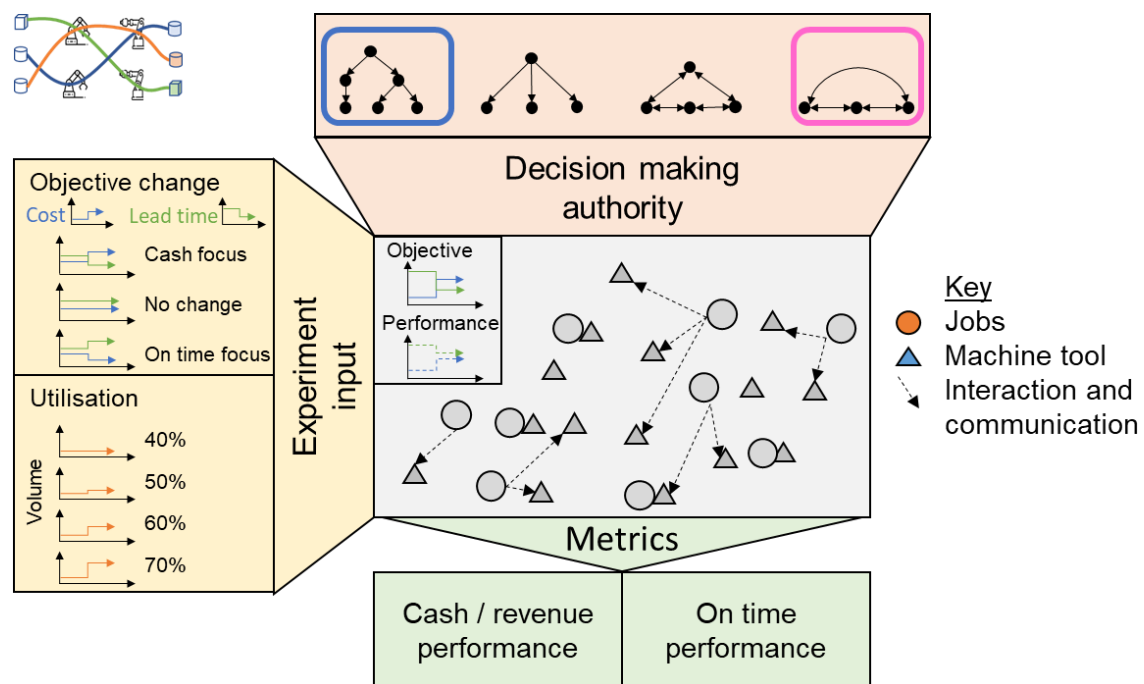 Decision making
authority
Objective change
Cost
Lead time
Cash focus
No change
On time focus
Utilisation
Volume
40%
50%
60%
70%
Experiment
input
Objective
Performance
Key
Jobs
Machine tool
Interaction and
communication
Metrics
Cash / revenue
performance
On time
performance